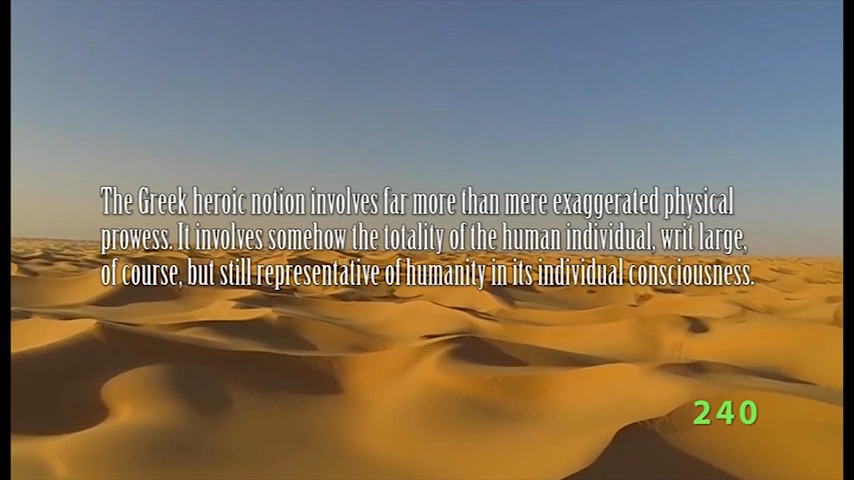 The Greek heroic notion involves far more than mere exaggerated physical
prowess. It involves somehow the totality of the human individual, writ large,
of course, but still representative of humanity in its individual consciousness.
240